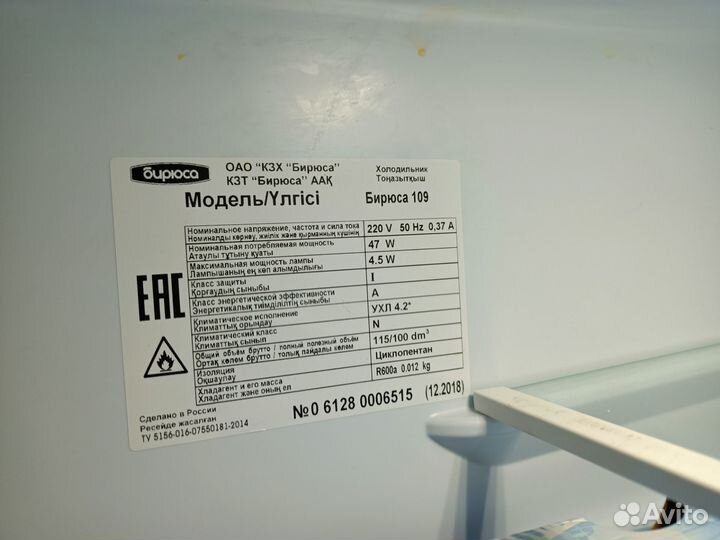 бирюса
ОАО "КЗХ "Бирюса"
КЗТ "Бирюса" ААҚ
Холодильник
Тоңазытқыш
Модель/Үлгісі
Бирюса 109
Номинальное напряжение, частота и сила тока
Номиналды кернеу, жиілік және қырманның күшінің
220 V 50 Hz 0,37 A
Номинальная потребляемая мощность
Атаулы тұтыну қуаты
47 W
Максимальная мощность лампы
Лампышаның ең көп алымдылығы
4.5 W
Класс защиты
Қорғаудың сыныбы
I
Класс энергетической эффективности
Энергетикалық тиімділітің сыныбы
A
Климатическое исполнение
Климаттық орындау
УХЛ 4.2*
Климатический класс
Климаттық сынып
N
Общий объём брутто / полный полезный объём
Ортақ көлем брутто / толық пайдалы көлем
115/100 dm³
Изоляция
Оқшаулау
Циклопентан
Хладагент и его масса
Хладагент және оның ел
R600a 0,012 kg
EAC
№0 6128 0006515 (12.2018)
Сделано в России
Ресейде жасалған
ТУ 5156-016-07550181-2014
Avito